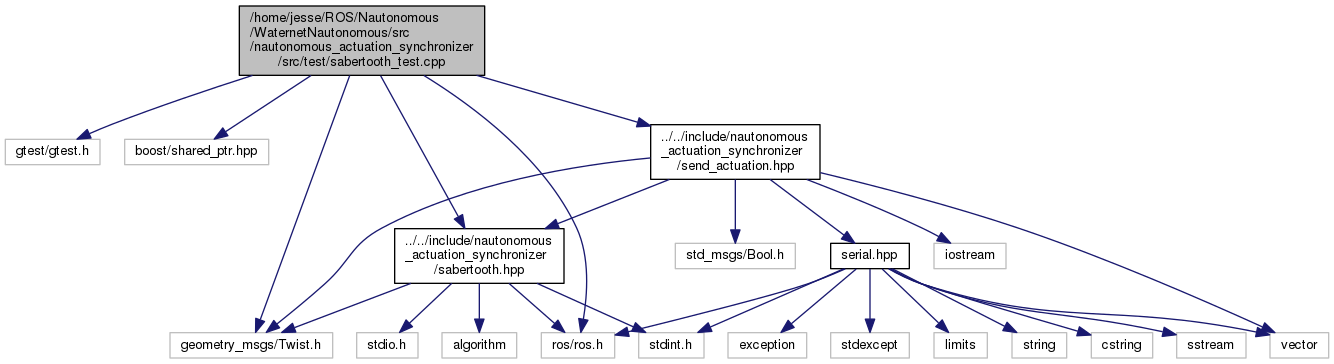 /home/jesse/ROS/Nautonomous
/WaternetNautonomous/src
/nautonomous_actuation_synchronizer
/src/test/sabertooth_test.cpp
gtest/gtest.h
boost/shared_ptr.hpp
../../include/nautonomous
_actuation_synchronizer
/send_actuation.hpp
../../include/nautonomous
_actuation_synchronizer
/sabertooth.hpp
std_msgs/Bool.h
serial.hpp
iostream
geometry_msgs/Twist.h
stdio.h
algorithm
ros/ros.h
stdint.h
exception
stdexcept
limits
string
cstring
sstream
vector